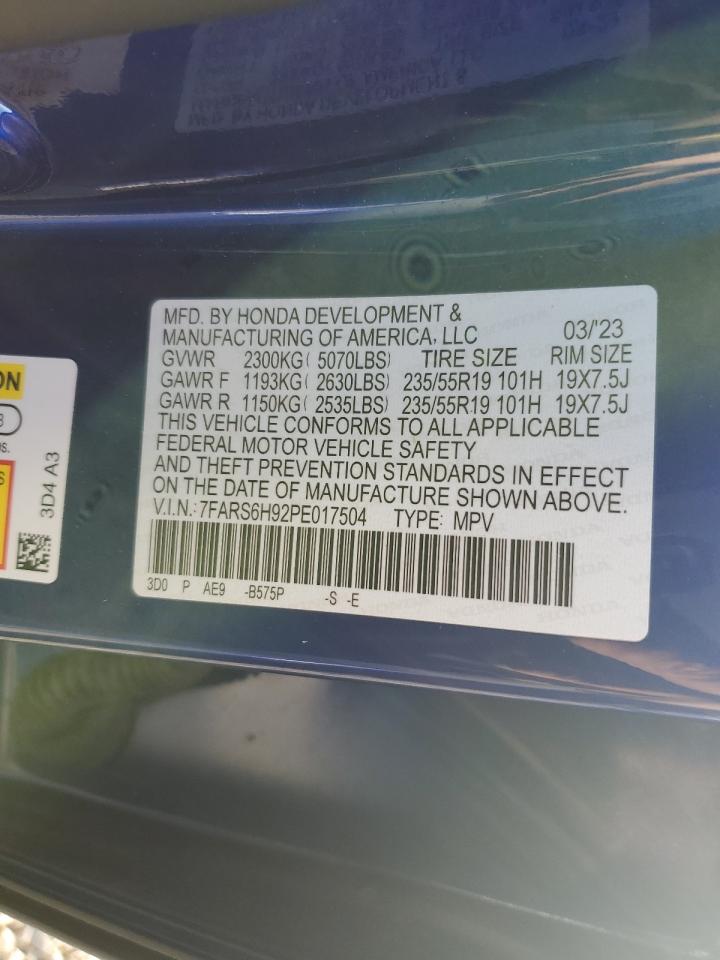 MFD. BY HONDA DEVELOPMENT &
MANUFACTURING OF AMERICA, LLC 03/'23
GVWR 2300KG( 5070LBS) TIRE SIZE RIM SIZE
GAWR F 1193KG( 2630LBS) 235/55R19 101H 19X7.5J
GAWR R 1150KG( 2535LBS) 235/55R19 101H 19X7.5J
THIS VEHICLE CONFORMS TO ALL APPLICABLE
FEDERAL MOTOR VEHICLE SAFETY
AND THEFT PREVENTION STANDARDS IN EFFECT
ON THE DATE OF MANUFACTURE SHOWN ABOVE.
V.I.N.:7FARS6H92PE017504 TYPE: MPV
3D0 P AE9 -B575P -S -E
3D4 A3